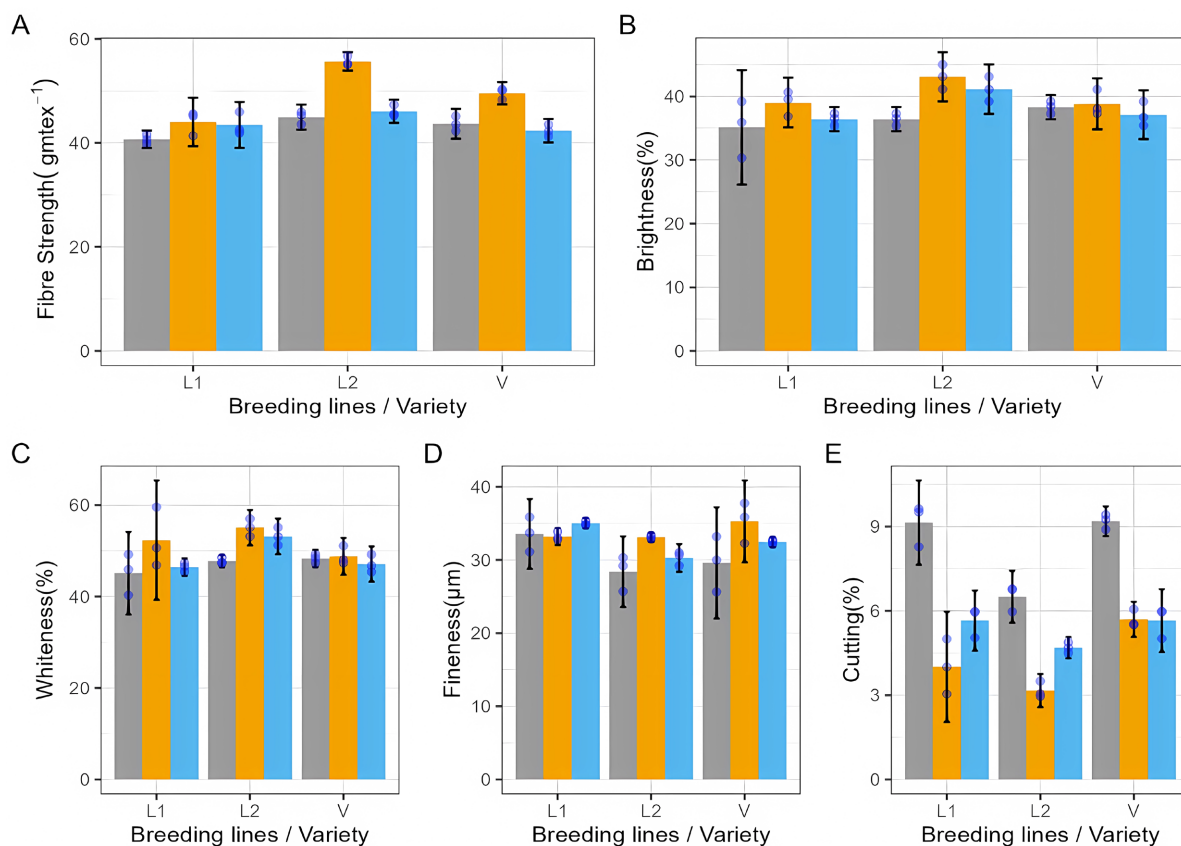 A
Fibre Strength( gmtex⁻¹)
60
40
20
0
L1 L2 V
Breeding lines / Variety
B
Brightness(%)
40
30
20
10
0
L1 L2 V
Breeding lines / Variety
C
Whiteness(%)
60
40
20
0
L1 L2 V
Breeding lines / Variety
D
Fineness(µm)
40
30
20
10
0
L1 L2 V
Breeding lines / Variety
E
Cutting(%)
9
6
3
0
L1 L2 V
Breeding lines / Variety